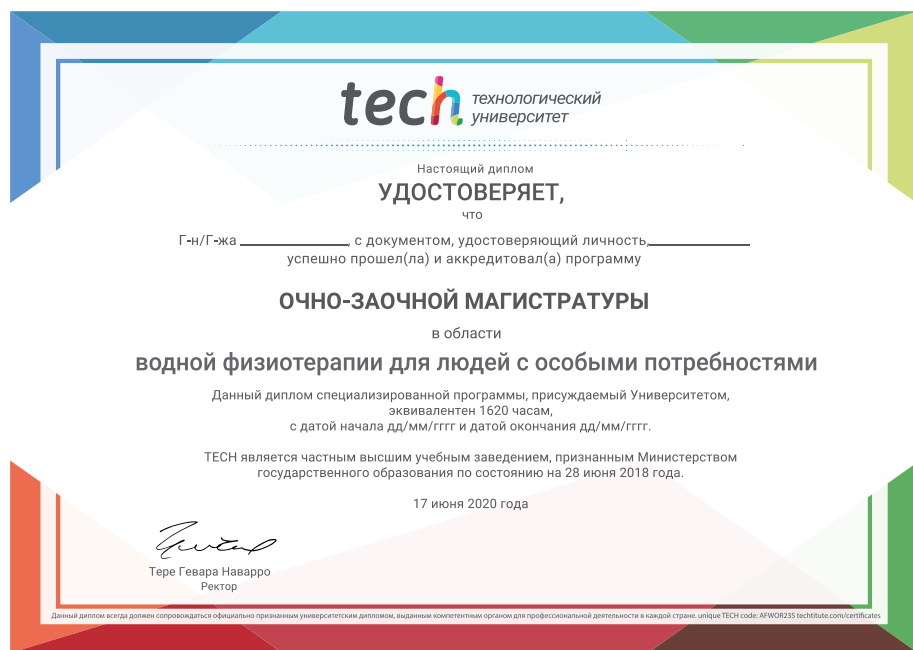 tech технологический
университет
Настоящий диплом
УДОСТОВЕРЯЕТ,
что
Г-н/Г-жа ________________, с документом, удостоверяющий личность,_______________
успешно прошел(ла) и аккредитовал(а) программу
ОЧНО-ЗАОЧНОЙ МАГИСТРАТУРЫ
в области
водной физиотерапии для людей с особыми потребностями
Данный диплом специализированной программы, присуждаемый Университетом,
эквивалентен 1620 часам,
с датой начала дд/мм/гггг и датой окончания дд/мм/гггг.
TECH является частным высшим учебным заведением, признанным Министерством
государственного образования по состоянию на 28 июня 2018 года.
17 июня 2020 года
Тере Гевара Наварро
Ректор
Данный диплом всегда должен сопровождаться официально признанным университетским дипломом, выданным компетентным органом для профессиональной деятельности в каждой стране. unique TECH code: AFWOR23S techtitute.com/certificates